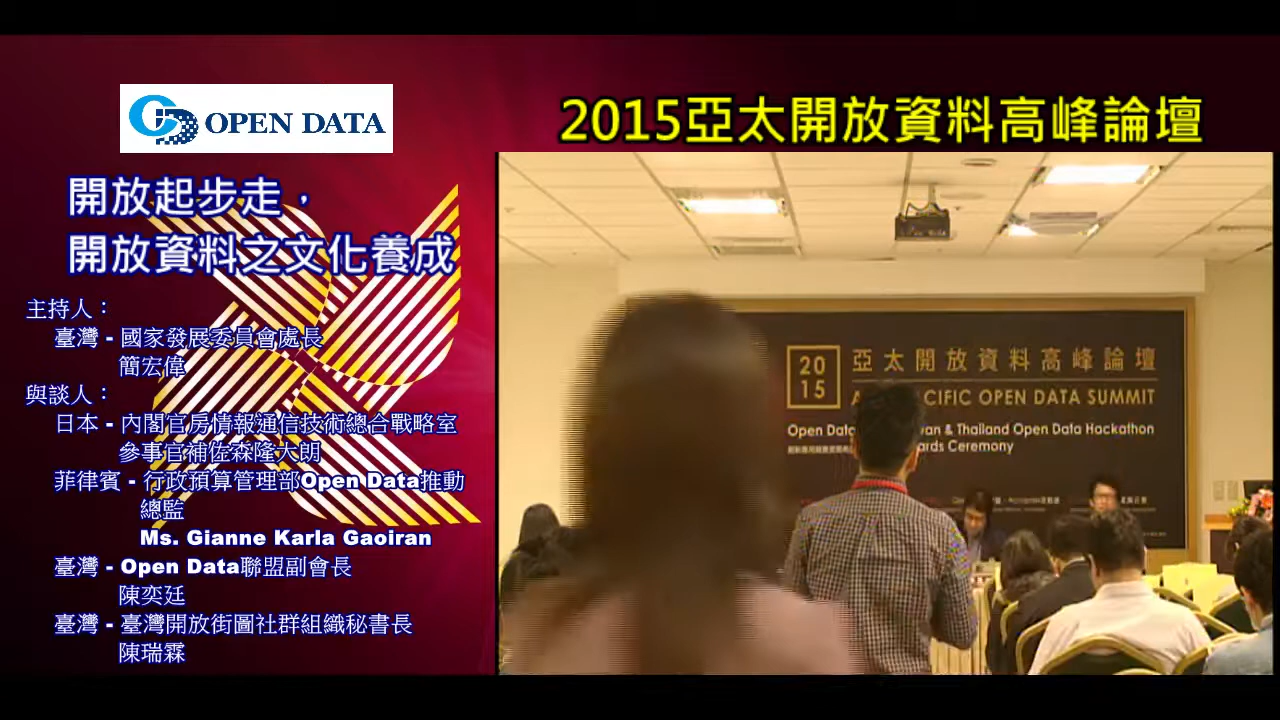 OPEN DATA
2015亞太開放資料高峰論壇
開放起步走，
開放資料之文化養成
主持人：
臺灣 - 國家發展委員會處長
簡宏偉
與談人：
日本 - 內閣官房情報通信技術總合戰略室
參事官補佐森隆大朗
菲律賓 - 行政預算管理部Open Data推動
總監
Ms. Gianne Karla Gaoiran
臺灣 - Open Data聯盟副會長
陳奕廷
臺灣 - 臺灣開放街圖社群組織秘書長
陳瑞霖
2015
亞太開放資料高峰論壇
CIFIC OPEN DATA SUMMIT
Open Data wan & Thailand Open Data Hackathon
ards Ceremony